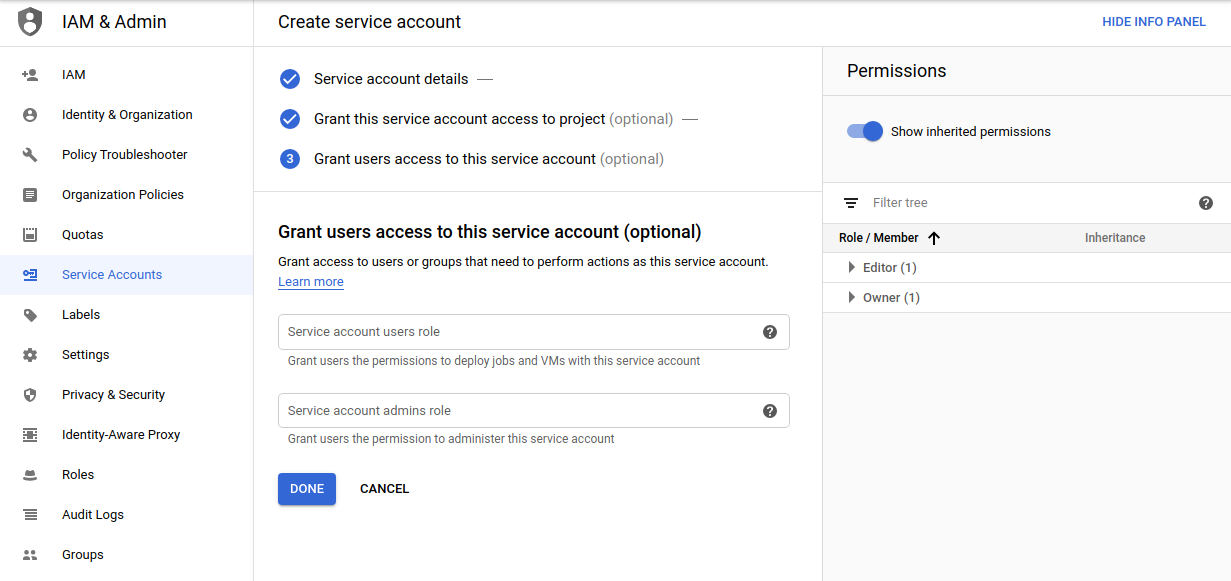 IAM & Admin
Create service account
HIDE INFO PANEL
IAM
Identity & Organization
Policy Troubleshooter
Organization Policies
Quotas
Service Accounts
Labels
Settings
Privacy & Security
Identity-Aware Proxy
Roles
Audit Logs
Groups
Service account details
Grant this service account access to project (optional)
3 Grant users access to this service account (optional)
Grant users access to this service account (optional)
Grant access to users or groups that need to perform actions as this service account.
Learn more
Service account users role
Grant users the permissions to deploy jobs and VMs with this service account
Service account admins role
Grant users the permission to administer this service account
DONE CANCEL
Permissions
Show inherited permissions
Filter tree
Role / Member Inheritance
Editor (1)
Owner (1)